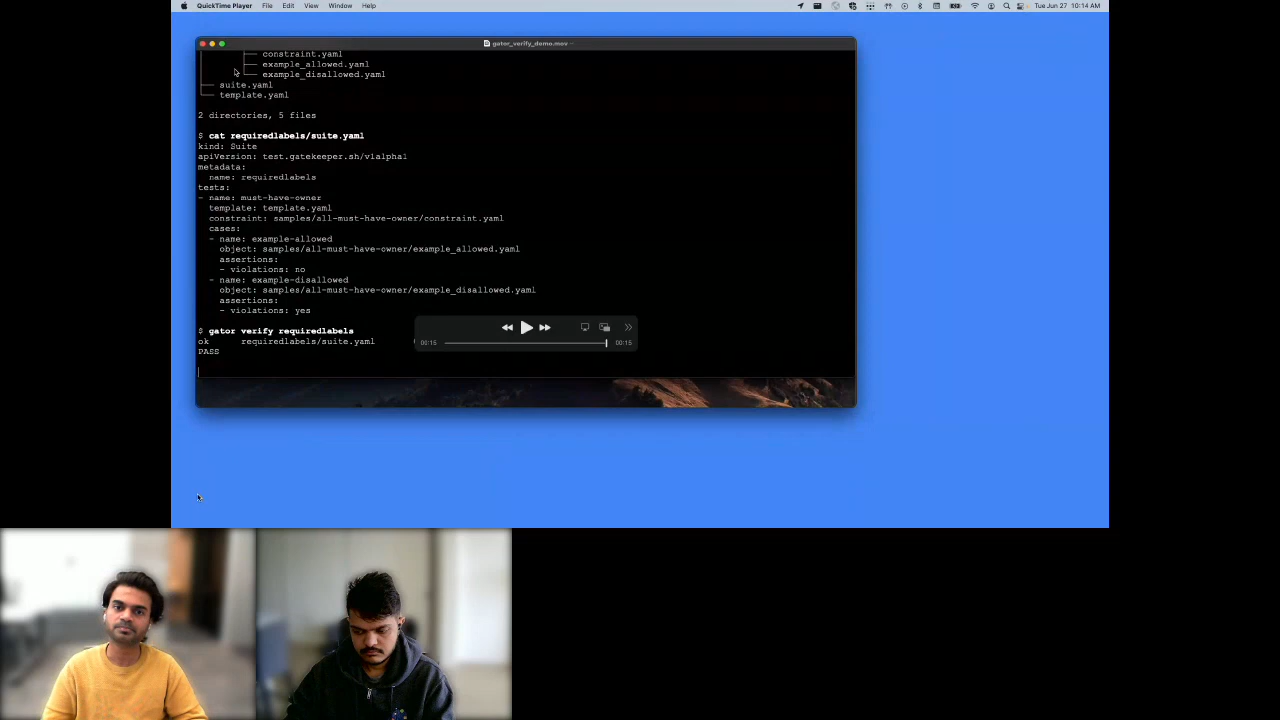 QuickTime Player File Edit View Window Help
Tue Jun 27 10:14 AM
gator_verify_demo.mov
constraint.yaml
example_allowed.yaml
example_disallowed.yaml
suite.yaml
template.yaml
2 directories, 5 files
$ cat requiredlabels/suite.yaml
kind: Suite
apiVersion: test.gatekeeper.sh/v1alpha1
metadata:
name: requiredlabels
tests:
- name: must-have-owner
template: template.yaml
constraint: samples/all-must-have-owner/constraint.yaml
cases:
- name: example-allowed
object: samples/all-must-have-owner/example_allowed.yaml
assertions:
- violations: no
- name: example-disallowed
object: samples/all-must-have-owner/example_disallowed.yaml
assertions:
- violations: yes
$ gator verify requiredlabels
ok requiredlabels/suite.yaml
PASS
00:15 00:15